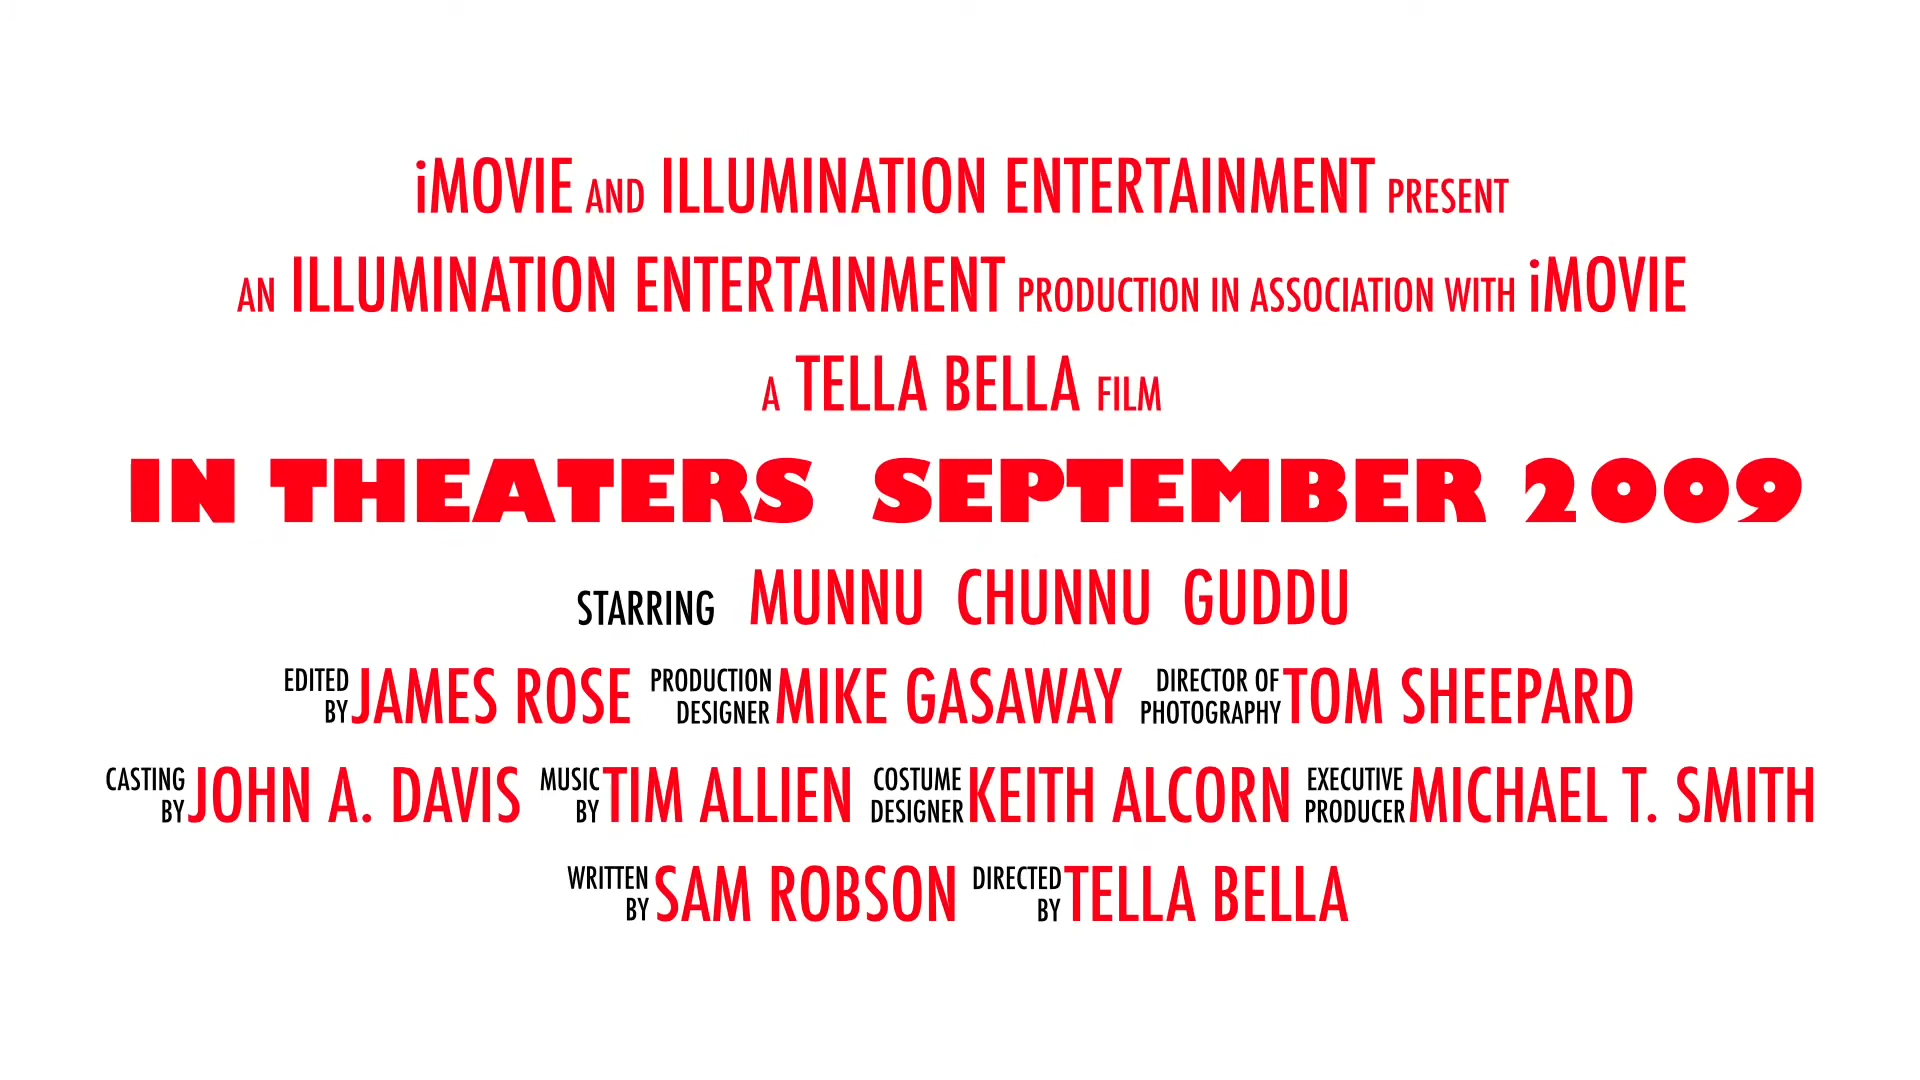 iMOVIE AND ILLUMINATION ENTERTAINMENT PRESENT
AN ILLUMINATION ENTERTAINMENT PRODUCTION IN ASSOCIATION WITH iMOVIE
A TELLA BELLA FILM
IN THEATERS SEPTEMBER 2009
STARRING MUNNU CHUNNU GUDDU
EDITED BY JAMES ROSE PRODUCTION DESIGNER MIKE GASAWAY DIRECTOR OF PHOTOGRAPHY TOM SHEEPARD
CASTING BY JOHN A. DAVIS MUSIC BY TIM ALLIEN COSTUME DESIGNER KEITH ALCORN EXECUTIVE PRODUCER MICHAEL T. SMITH
WRITTEN BY SAM ROBSON DIRECTED BY TELLA BELLA